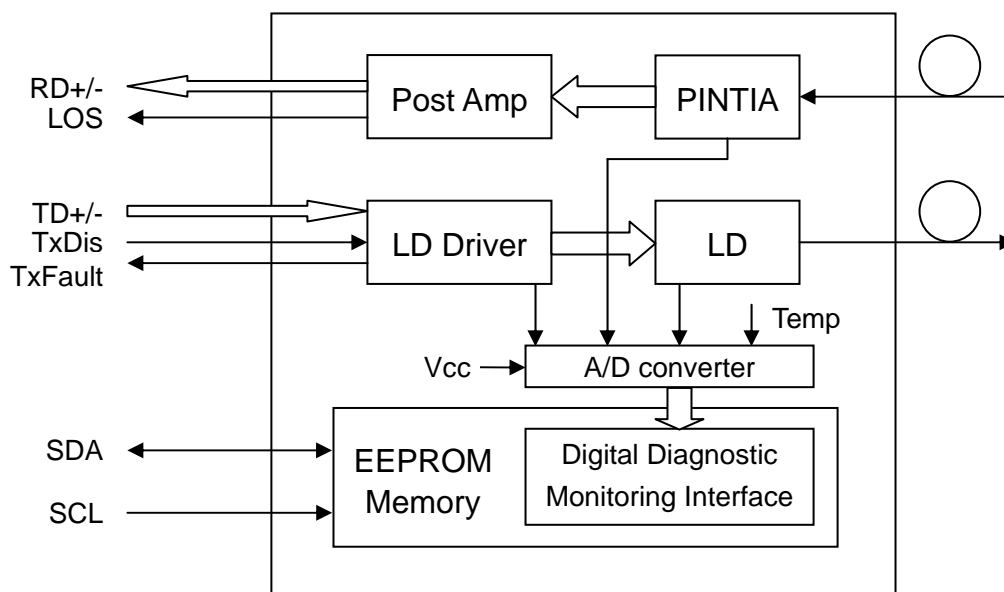 RD+/-
LOS
Post Amp
PINTIA
TD+/-
TxDis
TxFault
LD Driver
LD
Temp
Vcc
A/D converter
SDA
SCL
EEPROM
Memory
Digital Diagnostic
Monitoring Interface